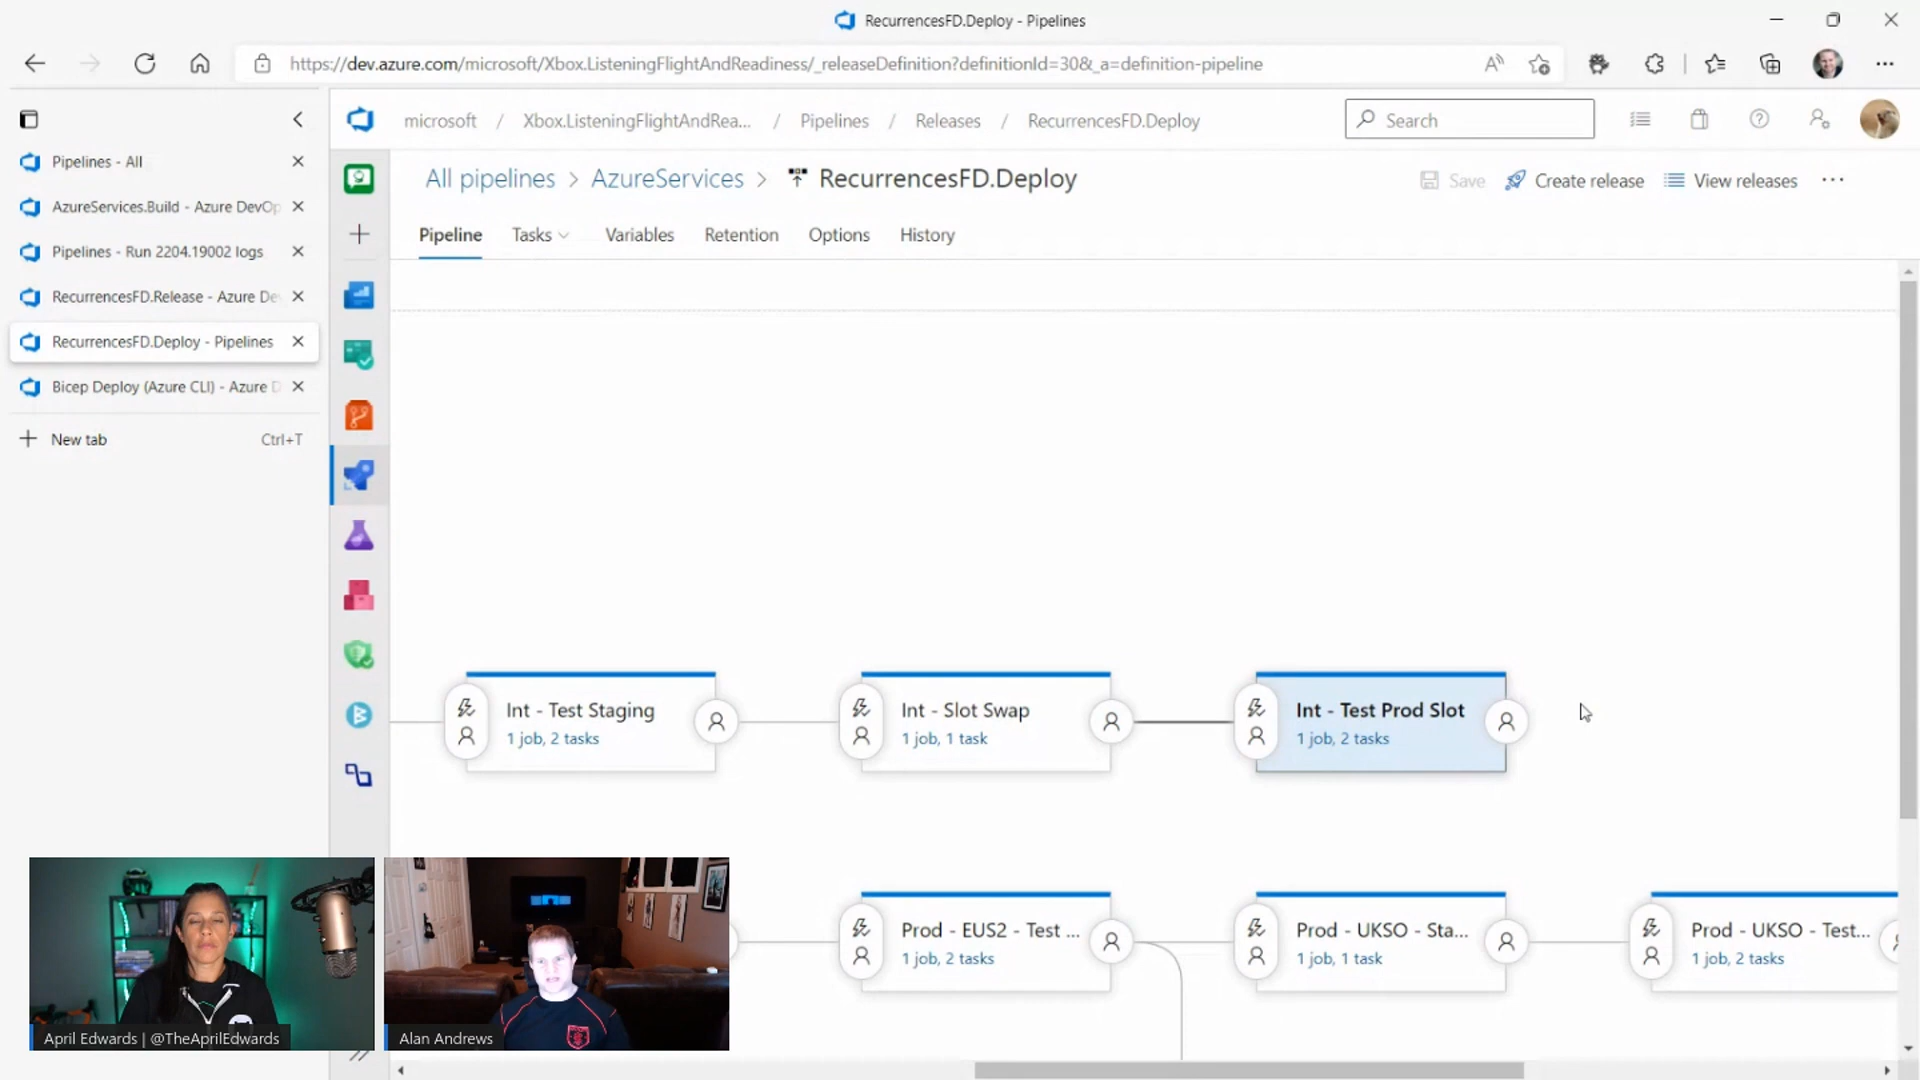 RecurrencesFD.Deploy - Pipelines
https://dev.azure.com/microsoft/Xbox.ListeningFlightAndReadiness/_releaseDefinition?definitionId=30&_a=definition-pipeline
Pipelines - All
AzureServices.Build - Azure DevOp
Pipelines - Run 2204.19002 logs
RecurrencesFD.Release - Azure De
RecurrencesFD.Deploy - Pipelines
Bicep Deploy (Azure CLI) - Azure D
New tab Ctrl+T
microsoft / Xbox.ListeningFlightAndRea... / Pipelines / Releases / RecurrencesFD.Deploy
Search
All pipelines > AzureServices > RecurrencesFD.Deploy
Save Create release View releases ...
Pipeline Tasks Variables Retention Options History
Int - Test Staging
1 job, 2 tasks
Int - Slot Swap
1 job, 1 task
Int - Test Prod Slot
1 job, 2 tasks
Prod - EUS2 - Test ...
1 job, 2 tasks
Prod - UKSO - Sta...
1 job, 1 task
Prod - UKSO - Test...
1 job, 2 tasks
April Edwards | @TheAprilEdwards
Alan Andrews